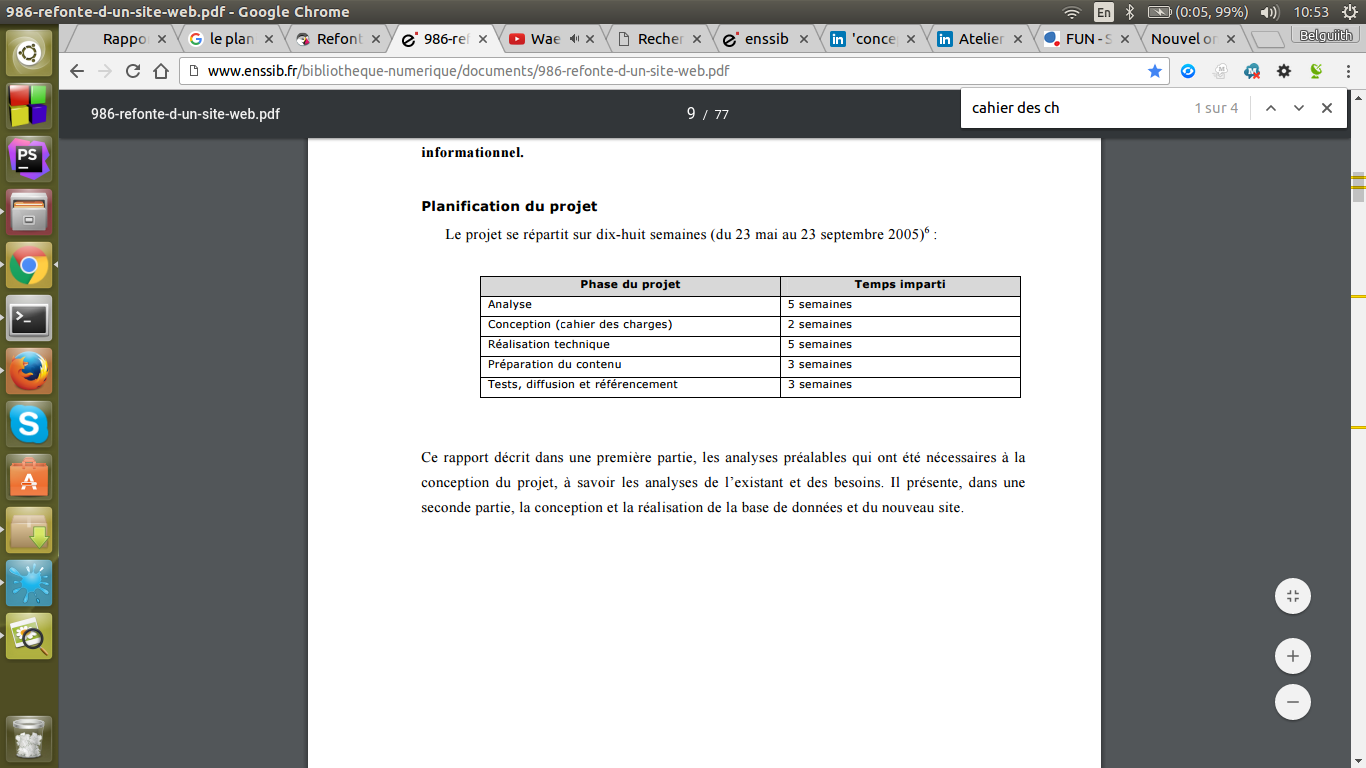 986-refonte-d-un-site-web.pdf - Google Chrome
En (0:05, 99%) 10:53
Rappo le plan Refont 986-ref Wae Recher enssib 'conce Atelier FUN - S Nouvel on Belguiith
www.enssib.fr/bibliotheque-numerique/documents/986-refonte-d-un-site-web.pdf
986-refonte-d-un-site-web.pdf 9 / 77 cahier des ch 1 sur 4
informationnel.
Planification du projet
Le projet se répartit sur dix-huit semaines (du 23 mai au 23 septembre 2005)6 :
Phase du projet Temps imparti
Analyse 5 semaines
Conception (cahier des charges) 2 semaines
Réalisation technique 5 semaines
Préparation du contenu 3 semaines
Tests, diffusion et référencement 3 semaines
Ce rapport décrit dans une première partie, les analyses préalables qui ont été nécessaires à la
conception du projet, à savoir les analyses de l'existant et des besoins. Il présente, dans une
seconde partie, la conception et la réalisation de la base de données et du nouveau site.
PS